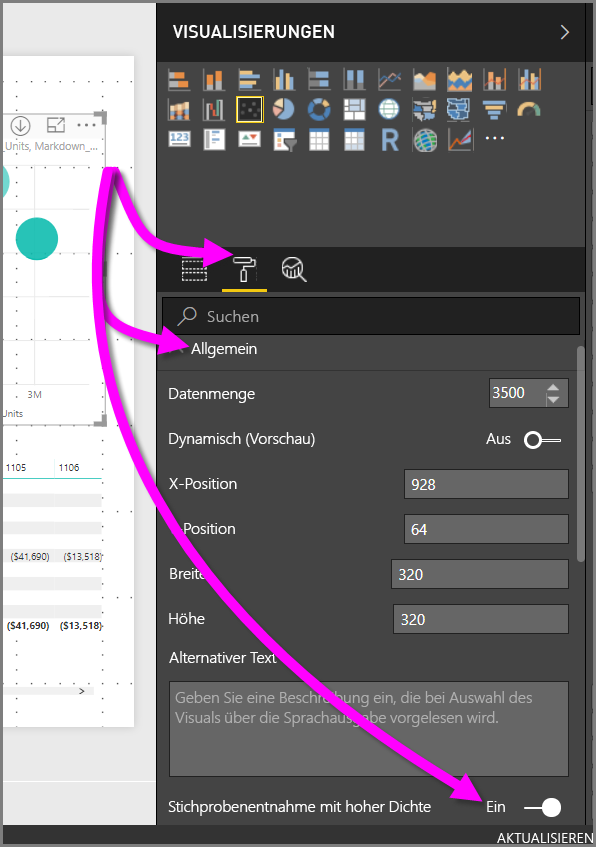 VISUALISIERUNGEN
_Units, Markdown_...
3M
Units
1105 1106
($41,690) ($13,518)
($41,690) ($13,518)
123
R
Suchen
Allgemein
Datenmenge 3500
Dynamisch (Vorschau) Aus
X-Position 928
-Position 64
Breite 320
Höhe 320
Alternativer Text
Geben Sie eine Beschreibung ein, die bei Auswahl des
Visuals über die Sprachausgabe vorgelesen wird.
Stichprobenentnahme mit hoher Dichte Ein
AKTUALISIEREN